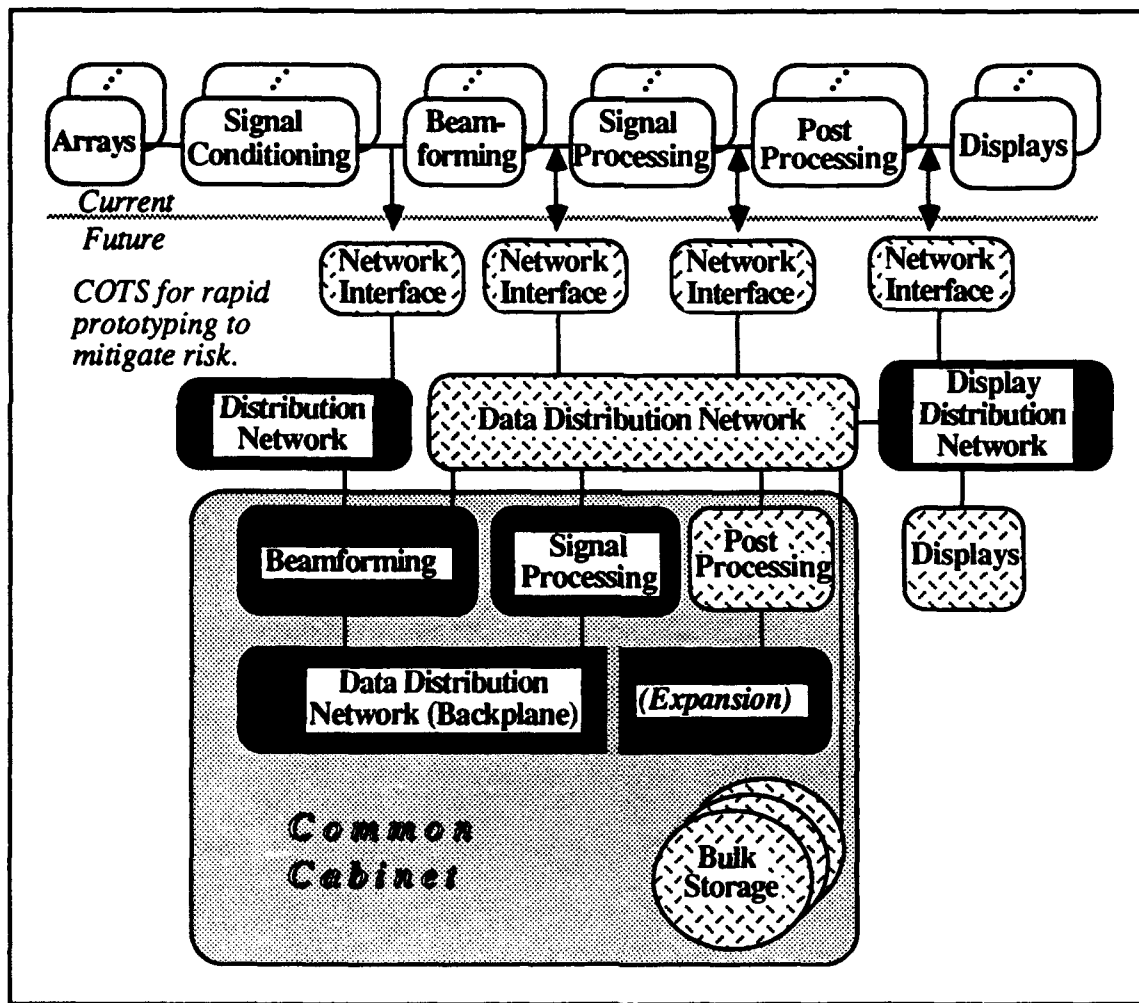 Arrays
Signal
Conditioning
Beam-
forming
Signal
Processing
Post
Processing
Displays
Current
Future
COTS for rapid
prototyping to
mitigate risk.
Network
Interface
Network
Interface
Network
Interface
Network
Interface
Distribution
Network
Data Distribution Network
Display
Distribution
Network
Beamforming
Signal
Processing
Post
Processing
Displays
Data Distribution
Network (Backplane)
(Expansion)
Common
Cabinet
Bulk
Storage